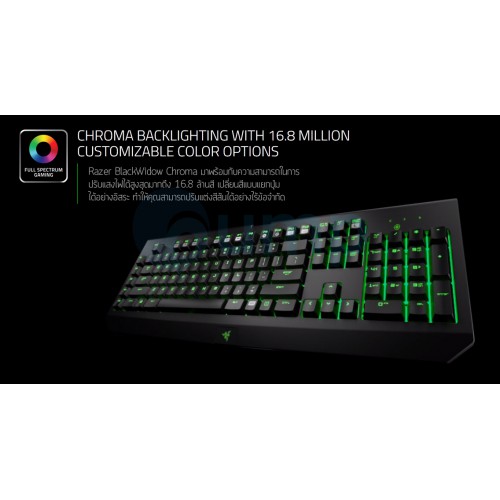 CHROMA BACKLIGHTING WITH 16.8 MILLION
CUSTOMIZABLE COLOR OPTIONS
FULL SPECTRUM
GAMING
Razer BlackWidow Chroma มาพร้อมกับความสามารถในการ
ปรับแสงไฟได้สูงสุดมากถึง 16.8 ล้านสี เปลี่ยนสีแบบแยกปุ่ม
ได้อย่างอิสระ ทำให้คุณสามารถปรับแต่งสีสันได้อย่างไร้ข้อจำกัด